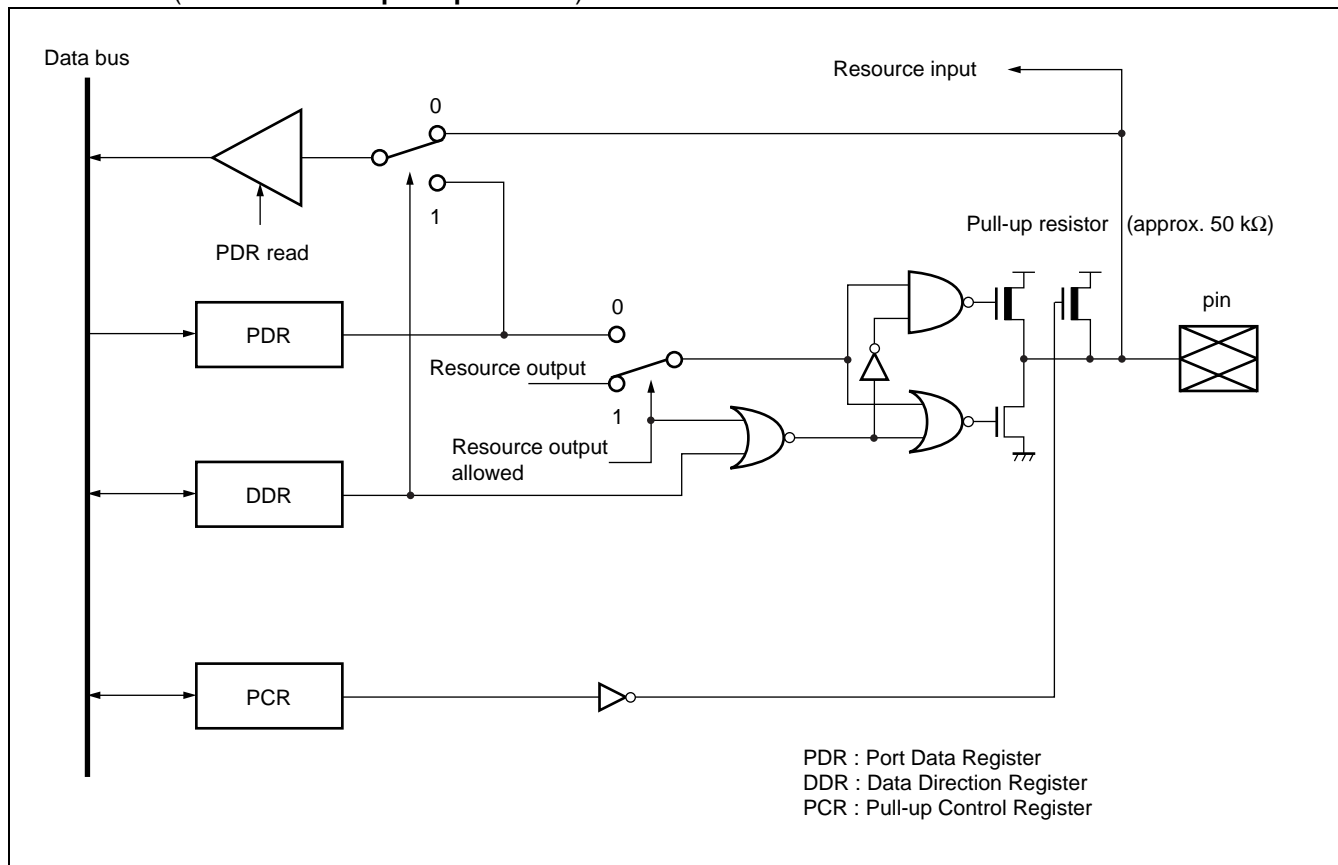 Data bus
Resource input
0
1
Pull-up resistor (approx. 50 kΩ)
PDR read
pin
PDR
0
Resource output
1
Resource output
allowed
DDR
PCR
PDR : Port Data Register
DDR : Data Direction Register
PCR : Pull-up Control Register